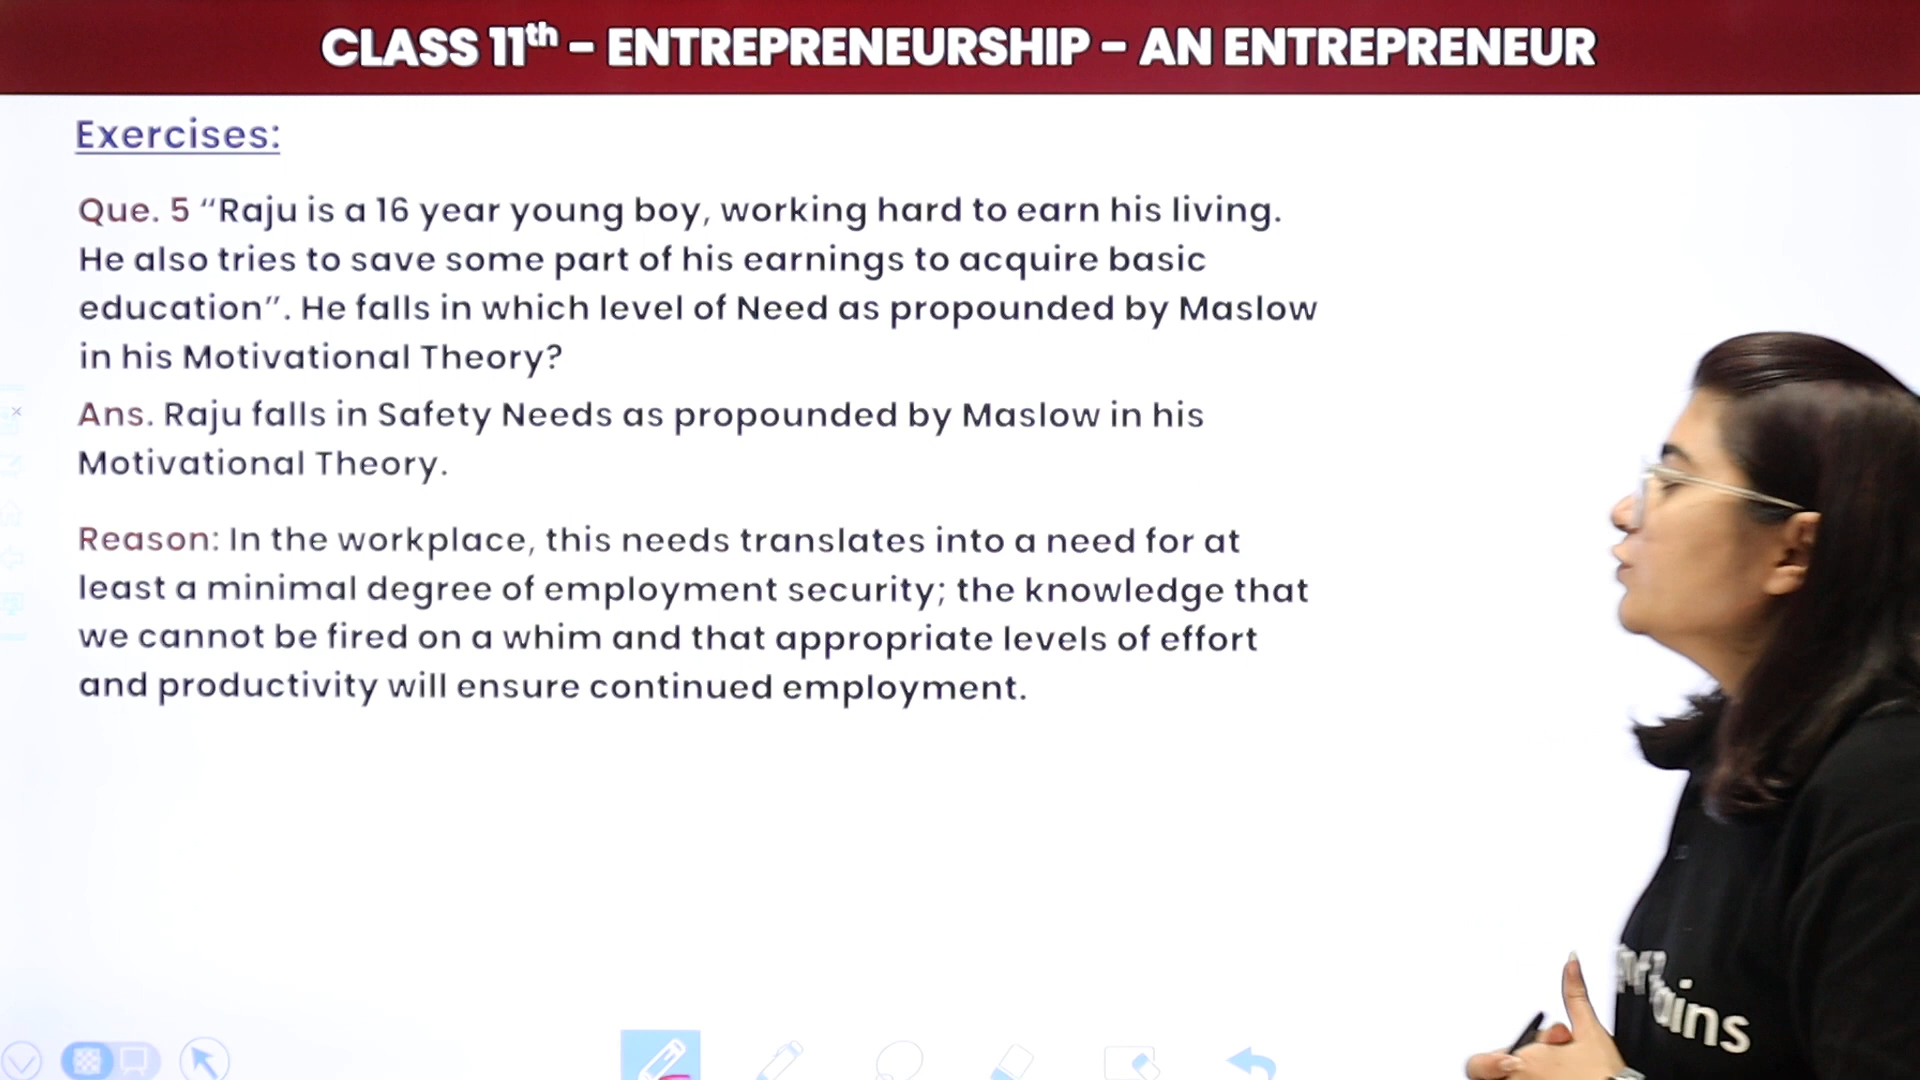 CLASS 11th – ENTREPRENEURSHIP – AN ENTREPRENEUR
Exercises:
Que. 5 “Raju is a 16 year young boy, working hard to earn his living.
He also tries to save some part of his earnings to acquire basic
education”. He falls in which level of Need as propounded by Maslow
in his Motivational Theory?
Ans. Raju falls in Safety Needs as propounded by Maslow in his
Motivational Theory.
Reason: In the workplace, this needs translates into a need for at
least a minimal degree of employment security; the knowledge that
we cannot be fired on a whim and that appropriate levels of effort
and productivity will ensure continued employment.